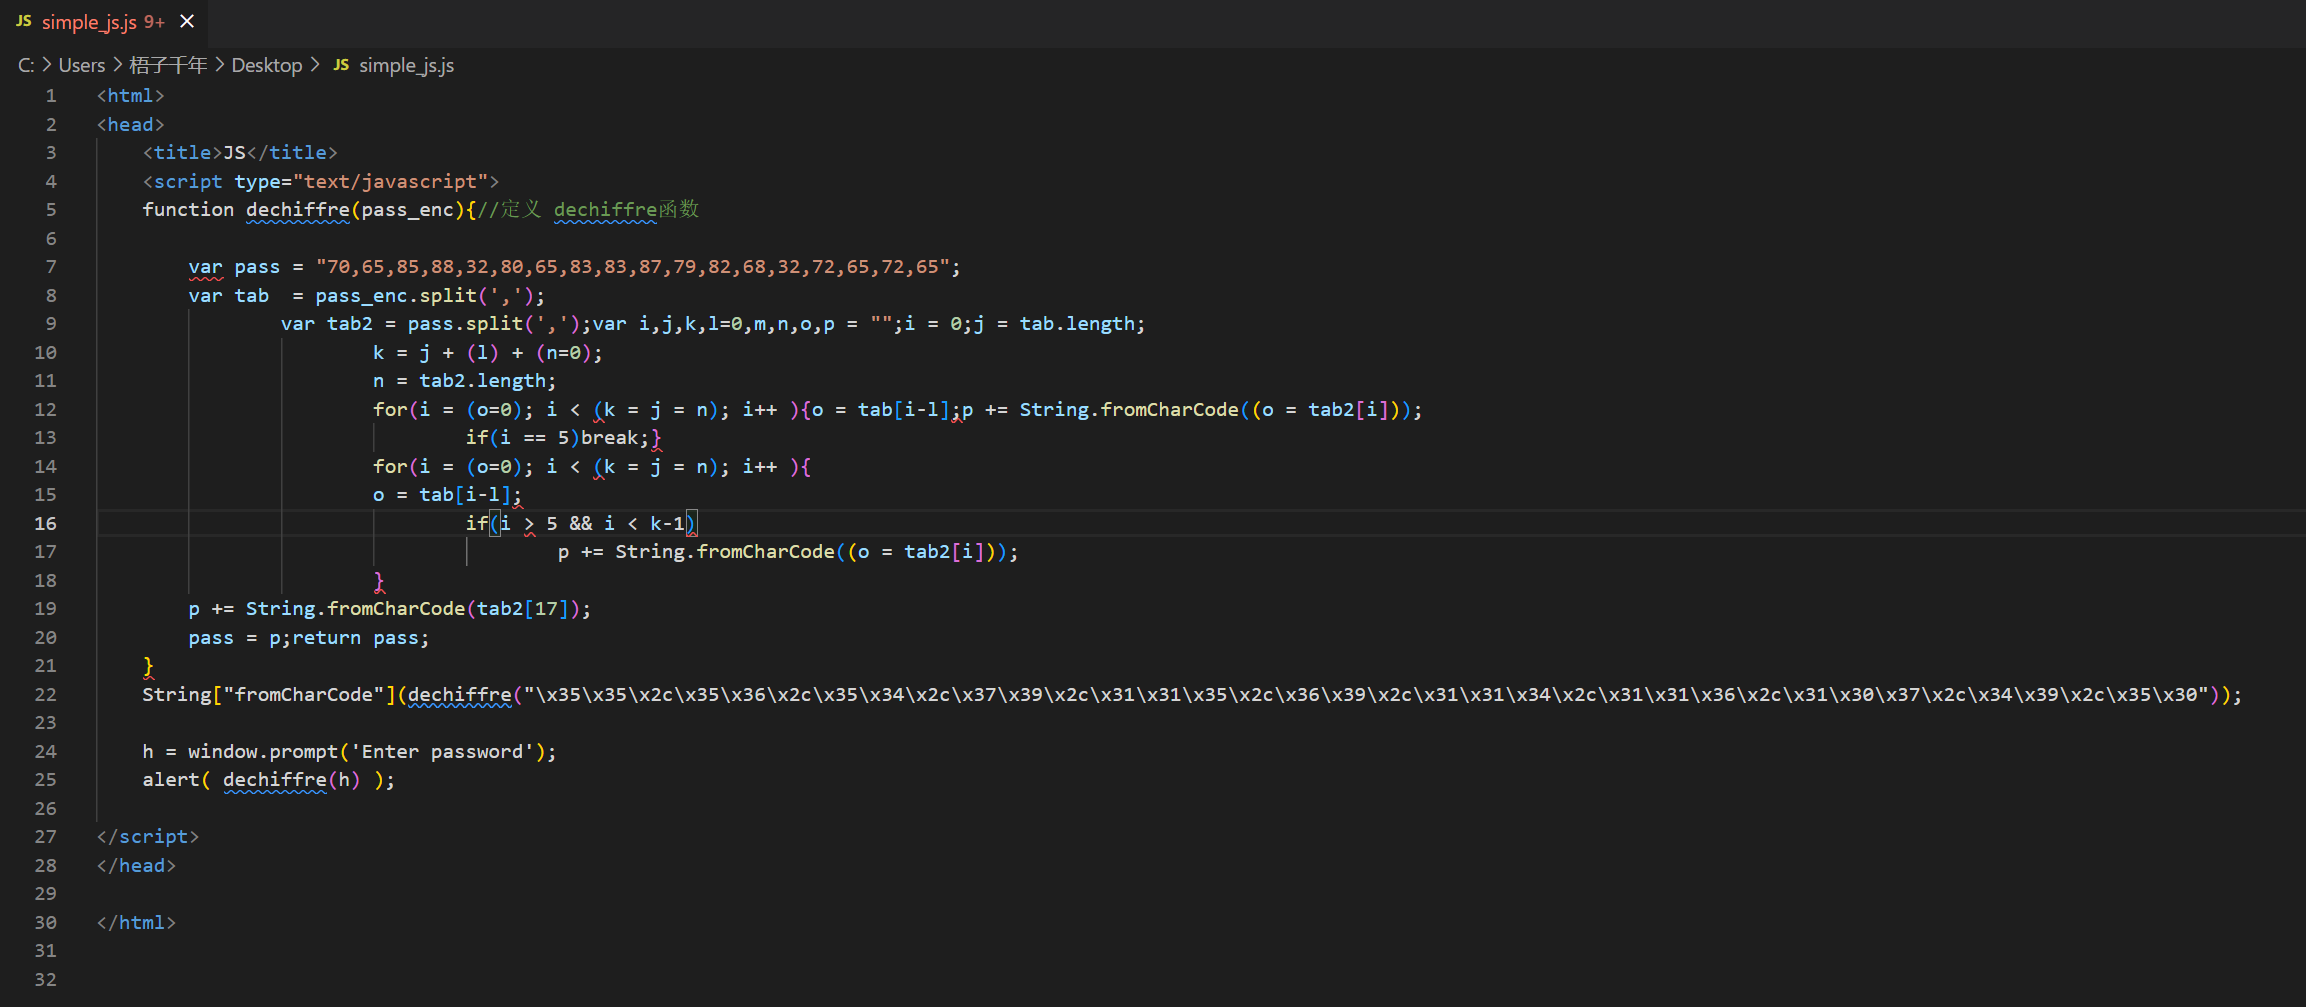 JS simple_js.js 9+ ×
C: > Users > 梧子千年 > Desktop > JS simple_js.js
1 <html>
2 <head>
3 <title>JS</title>
4 <script type="text/javascript">
5 function dechiffre(pass_enc){//定义 dechiffre函数
6
7 var pass = "70,65,85,88,32,80,65,83,83,87,79,82,68,32,72,65,72,65";
8 var tab  = pass_enc.split(',');
9 var tab2 = pass.split(',');var i,j,k,l=0,m,n,o,p = "";i = 0;j = tab.length;
10 k = j + (l) + (n=0);
11 n = tab2.length;
12 for(i = (o=0); i < (k = j = n); i++ ){o = tab[i-l];p += String.fromCharCode((o = tab2[i]));
13 if(i == 5)break;}
14 for(i = (o=0); i < (k = j = n); i++ ){
15 o = tab[i-l];
16 if(i > 5 && i < k-1)
17 p += String.fromCharCode((o = tab2[i]));
18 }
19 p += String.fromCharCode(tab2[17]);
20 pass = p;return pass;
21 }
22 String["fromCharCode"](dechiffre("\x35\x35\x2c\x35\x36\x2c\x35\x34\x2c\x37\x39\x2c\x31\x31\x35\x2c\x36\x39\x2c\x31\x31\x34\x2c\x31\x31\x36\x2c\x31\x30\x37\x2c\x34\x39\x2c\x35\x30"));
23
24 h = window.prompt('Enter password');
25 alert( dechiffre(h) );
26
27 </script>
28 </head>
29
30 </html>
31
32